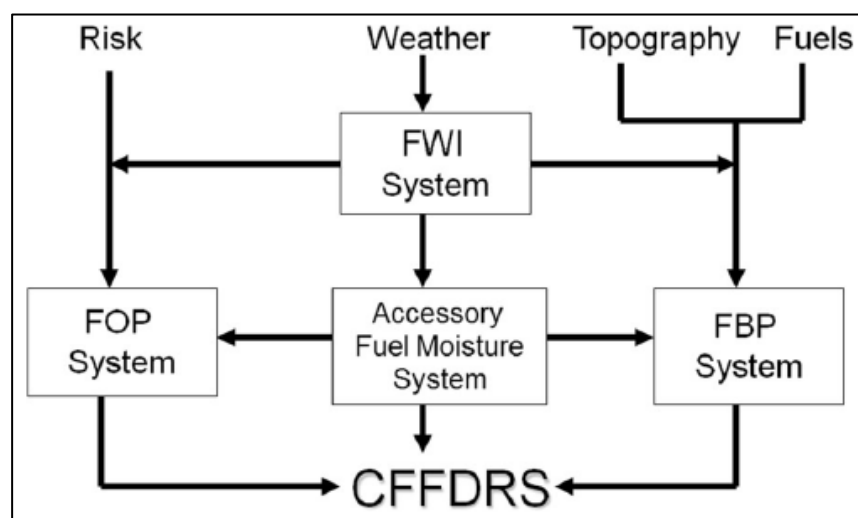 Risk
Weather
Topography
Fuels
FWI
System
FOP
System
Accessory
Fuel Moisture
System
FBP
System
CFFDRS